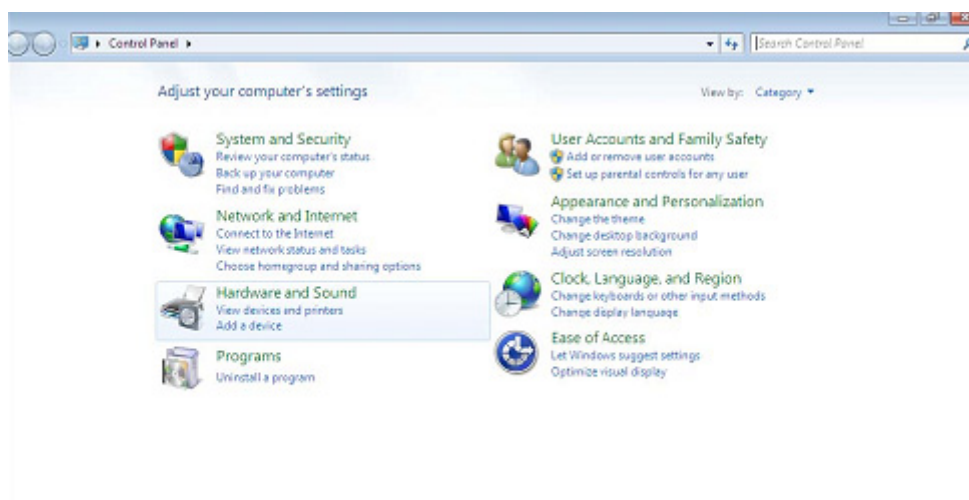 Control Panel
Search Control Panel
Adjust your computer's settings
View by: Category
System and Security
Review your computer's status
Back up your computer
Find and fix problems
Network and Internet
Connect to the Internet
View network status and tasks
Choose homegroup and sharing options
Hardware and Sound
View devices and printers
Add a device
Programs
Uninstall a program
User Accounts and Family Safety
Add or remove user accounts
Set up parental controls for any user
Appearance and Personalization
Change the theme
Change desktop background
Adjust screen resolution
Clock, Language, and Region
Change keyboards or other input methods
Change display language
Ease of Access
Let Windows suggest settings
Optimize visual display